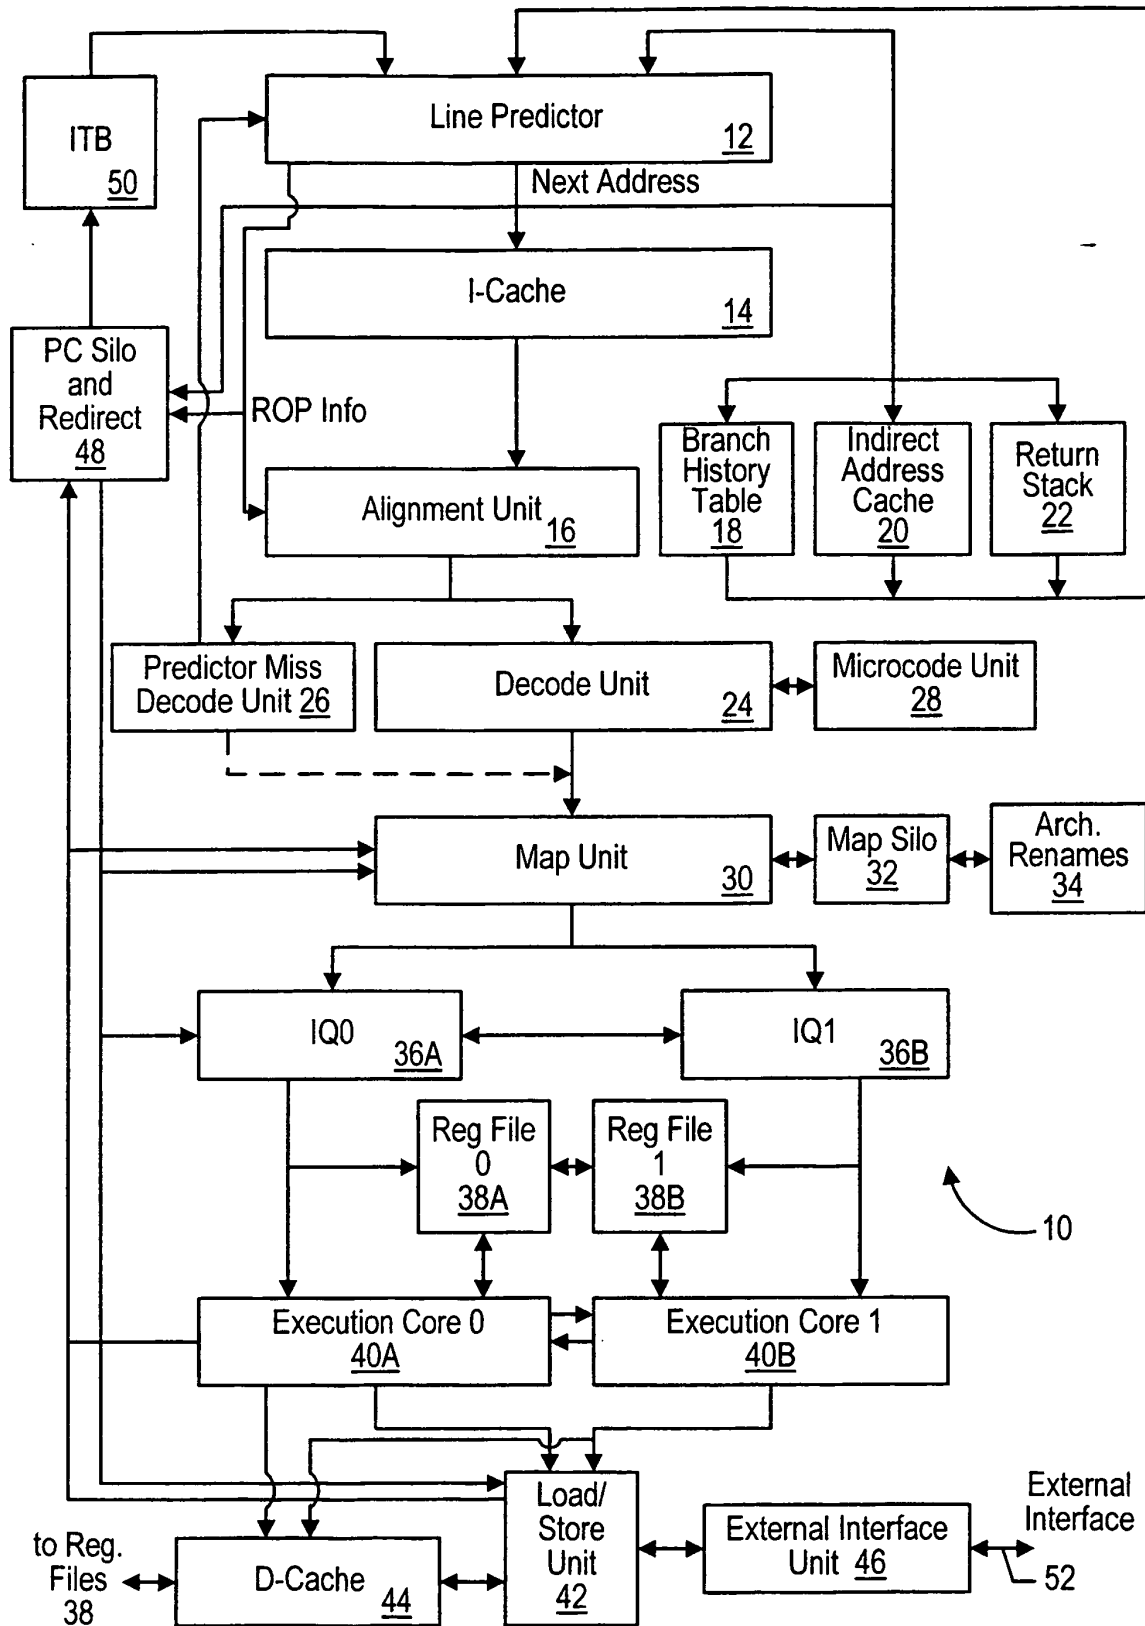 Line Predictor
12
ITB
50
Next Address
I-Cache
14
PC Silo
and
Redirect
48
ROP Info
Alignment Unit
16
Branch
History
Table
18
Indirect
Address
Cache
20
Return
Stack
22
Predictor Miss
Decode Unit 26
Decode Unit
24
Microcode Unit
28
Map Unit
30
Map Silo
32
Arch.
Renames
34
IQ0
36A
IQ1
36B
Reg File
0
38A
Reg File
1
38B
10
Execution Core 0
40A
Execution Core 1
40B
Load/
Store
Unit
42
External Interface
Unit 46
External
Interface
52
to Reg.
Files
38
D-Cache
44